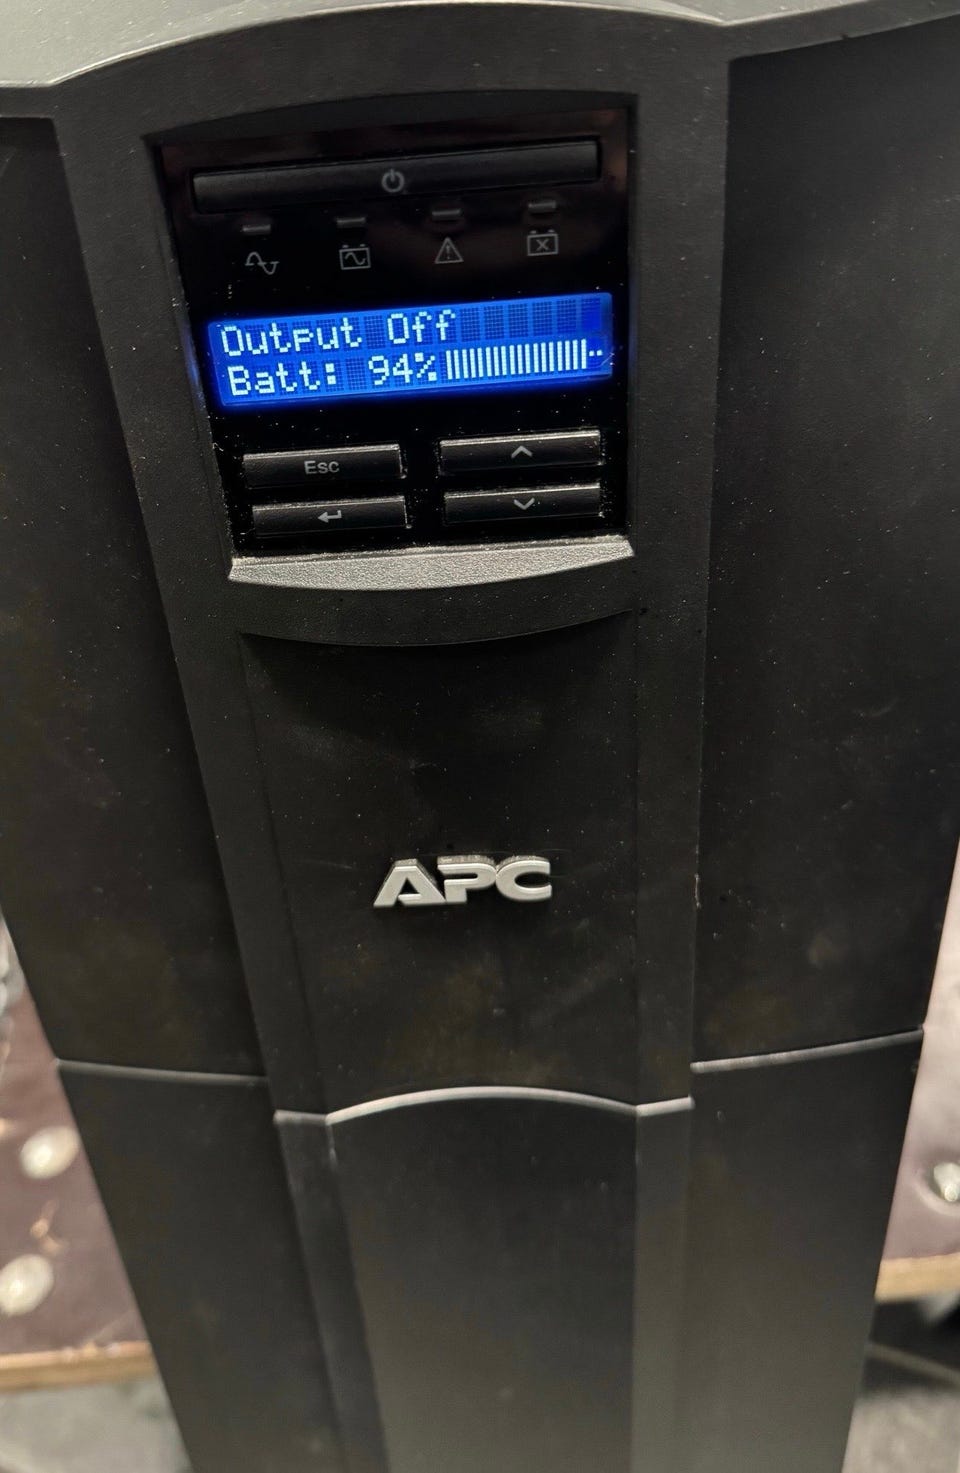 Output Off
Batt: 94%
Esc
APC